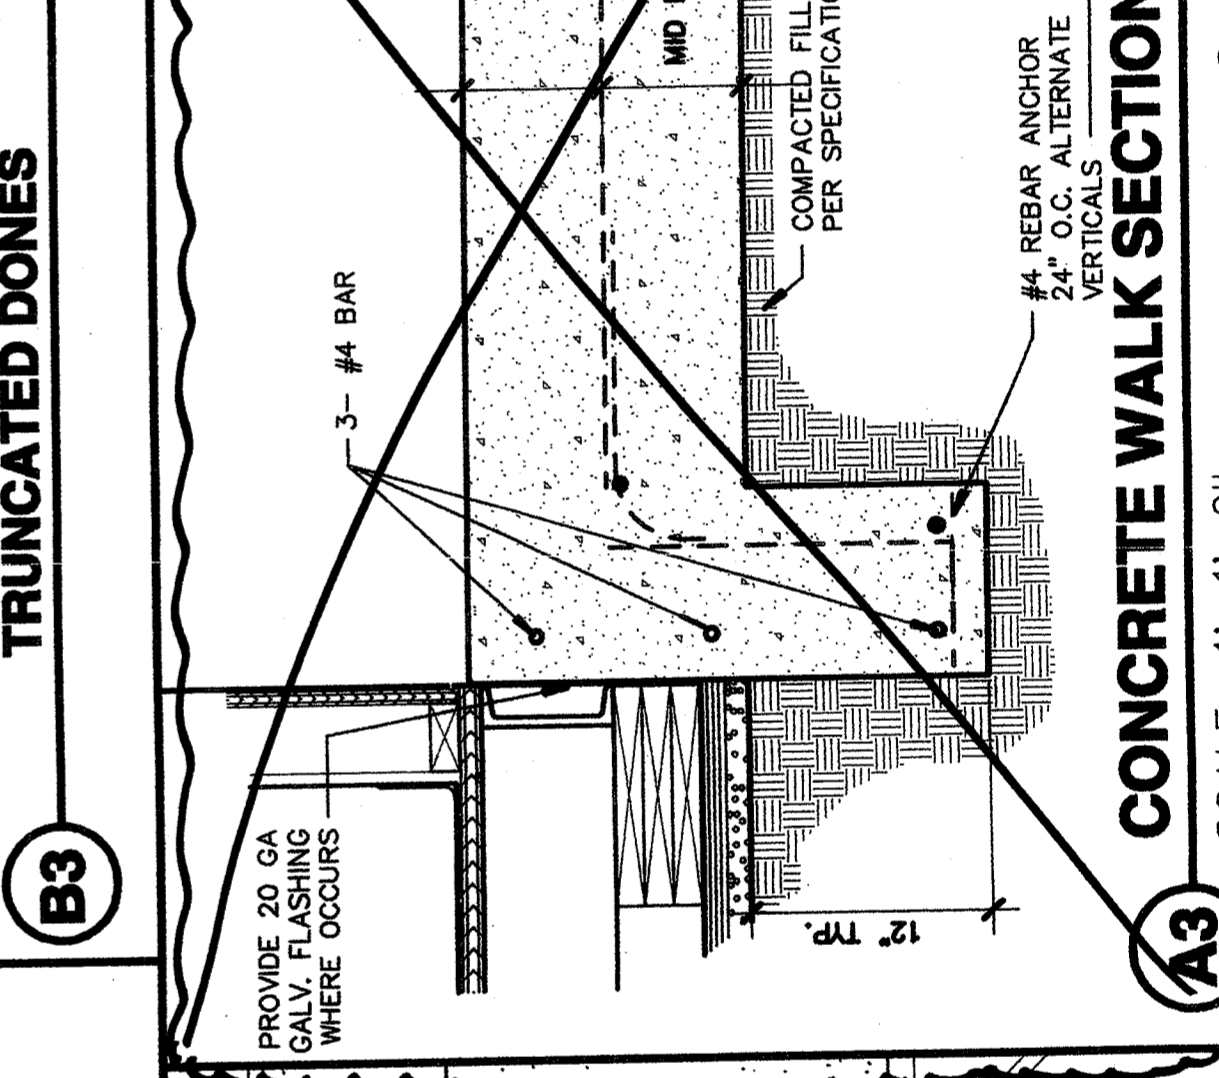 TRUNCATED DONES
B3
3- #4 BAR
MID
COMPACTED FILL
PER
#4 REBAR ANCHOR
24" O.C. ALTERNATE
VERTICALS
PROVIDE 20 GA
GALV. FLASHING
WHERE OCCURS
12" TYP.
CONCRETE WALK SECTION
A3